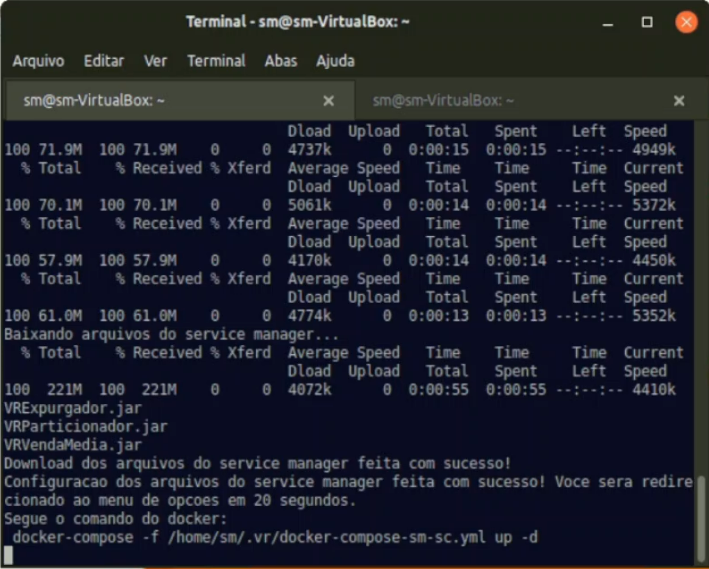 Terminal - sm@sm-VirtualBox: ~
Arquivo Editar Ver Terminal Abas Ajuda
sm@sm-VirtualBox: ~ sm@sm-VirtualBox: ~
Dload Upload Total Spent Left Speed
100 71.9M 100 71.9M 0 0 4737k 0 0:00:15 0:00:15 --:--:-- 4949k
% Total % Received % Xferd Average Speed Time Time Time Current
Dload Upload Total Spent Left Speed
100 70.1M 100 70.1M 0 0 5061k 0 0:00:14 0:00:14 --:--:-- 5372k
% Total % Received % Xferd Average Speed Time Time Time Current
Dload Upload Total Spent Left Speed
100 57.9M 100 57.9M 0 0 4170k 0 0:00:14 0:00:14 --:--:-- 4450k
% Total % Received % Xferd Average Speed Time Time Time Current
Dload Upload Total Spent Left Speed
100 61.0M 100 61.0M 0 0 4774k 0 0:00:13 0:00:13 --:--:-- 5352k
Baixando arquivos do service manager...
% Total % Received % Xferd Average Speed Time Time Time Current
Dload Upload Total Spent Left Speed
100 221M 100 221M 0 0 4072k 0 0:00:55 0:00:55 --:--:-- 4410k
VRExpurgador.jar
VRParticionador.jar
VRVendaMedia.jar
Download dos arquivos do service manager feita com sucesso!
Configuracao dos arquivos do service manager feita com sucesso! Voce sera redire
cionado ao menu de opcoes em 20 segundos.
Segue o comando do docker:
docker-compose -f /home/sm/.vr/docker-compose-sm-sc.yml up -d